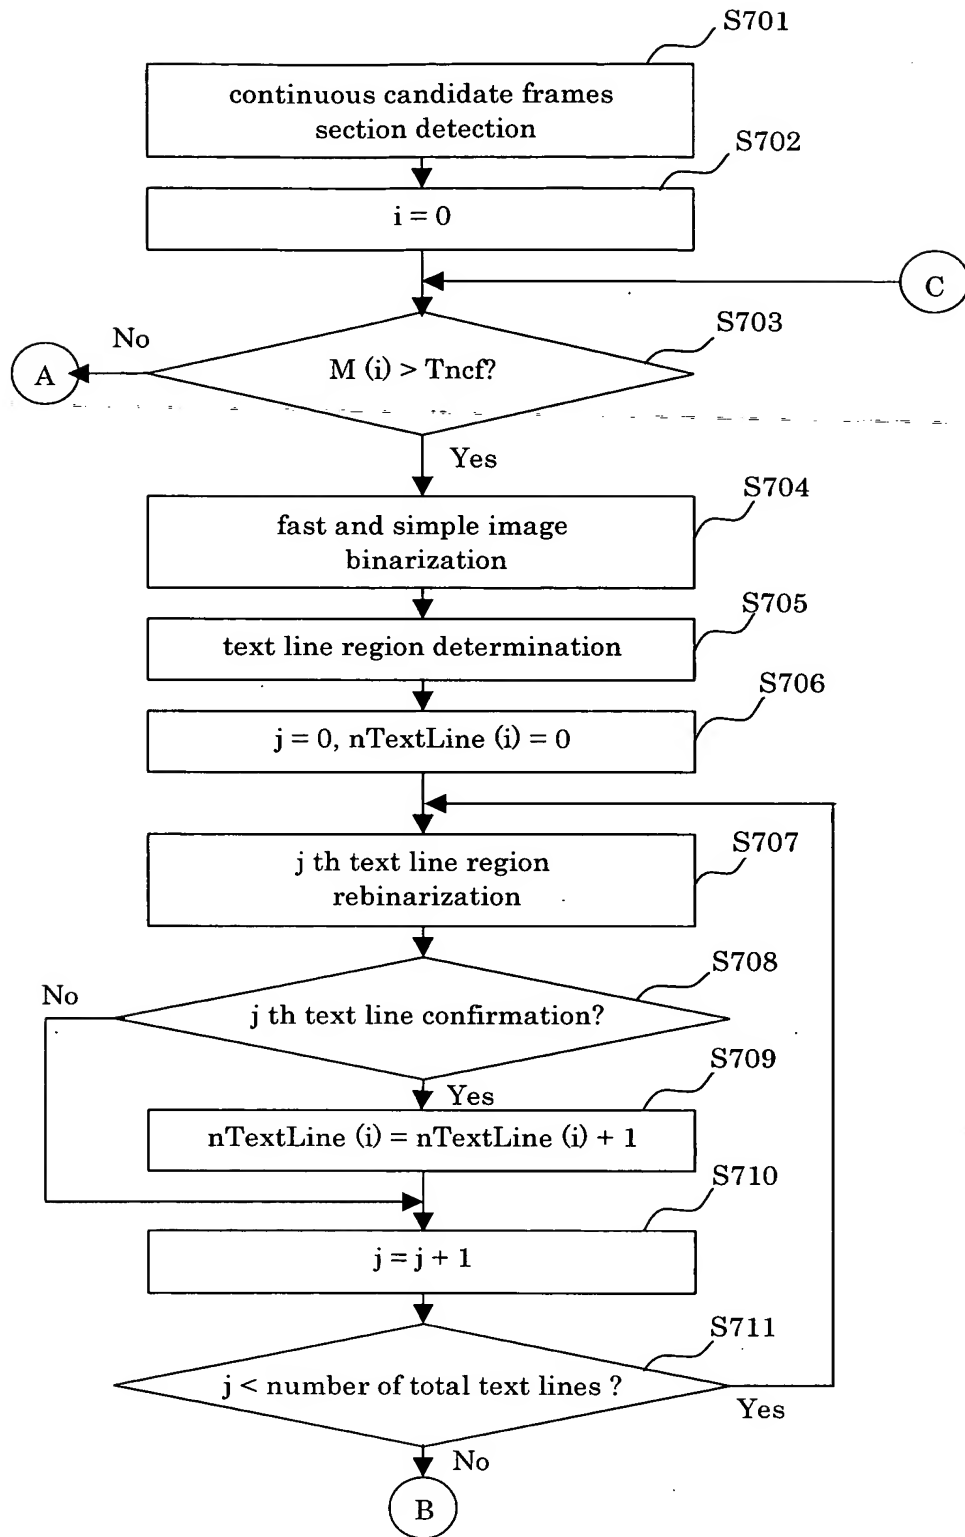 S701
continuous candidate frames
section detection
S702
i = 0
C
S703
No
A
M (i) > Tncf?
Yes
S704
fast and simple image
binarization
S705
text line region determination
S706
j = 0, nTextLine (i) = 0
S707
j th text line region
rebinarization
S708
No
j th text line confirmation?
S709
Yes
nTextLine (i) = nTextLine (i) + 1
S710
j = j + 1
S711
j < number of total text lines ?
Yes
No
B